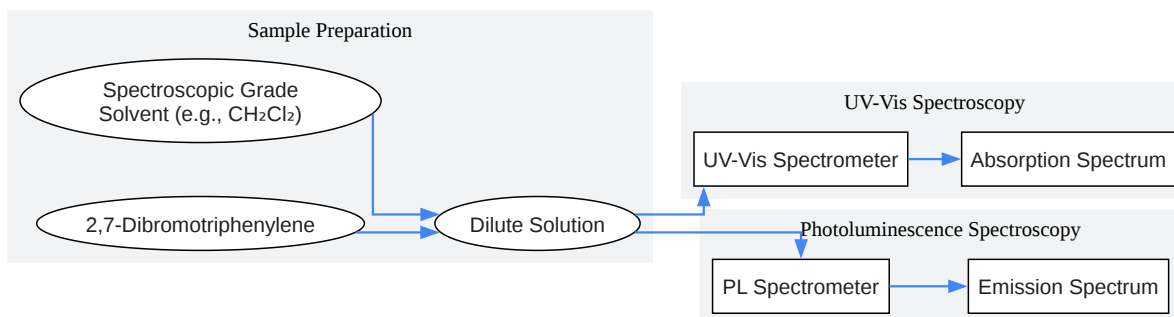 Sample Preparation
Spectroscopic Grade
Solvent (e.g., CH₂Cl₂)
2,7-Dibromotriphenylene
Dilute Solution
UV-Vis Spectroscopy
UV-Vis Spectrometer
Absorption Spectrum
Photoluminescence Spectroscopy
PL Spectrometer
Emission Spectrum